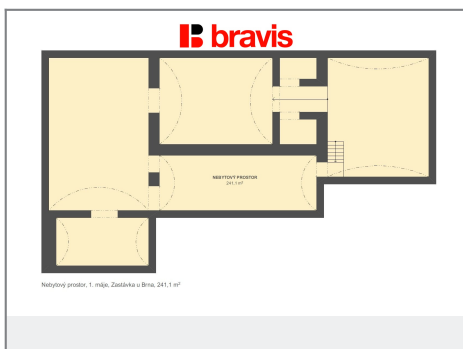 bravis
NEBYTOVÝ PROSTOR
241,1 m²
Nebytový prostor, 1. máje, Zastávka u Brna, 241,1 m²